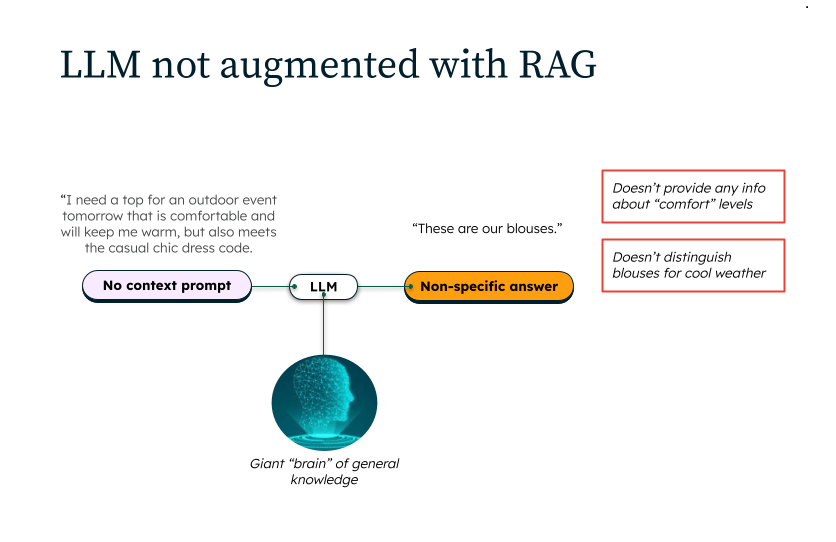 LLM not augmented with RAG
“I need a top for an outdoor event
tomorrow that is comfortable and
will keep me warm, but also meets
the casual chic dress code.
No context prompt
LLM
“These are our blouses.”
Non-specific answer
Doesn’t provide any info
about “comfort” levels
Doesn’t distinguish
blouses for cool weather
Giant “brain” of general
knowledge